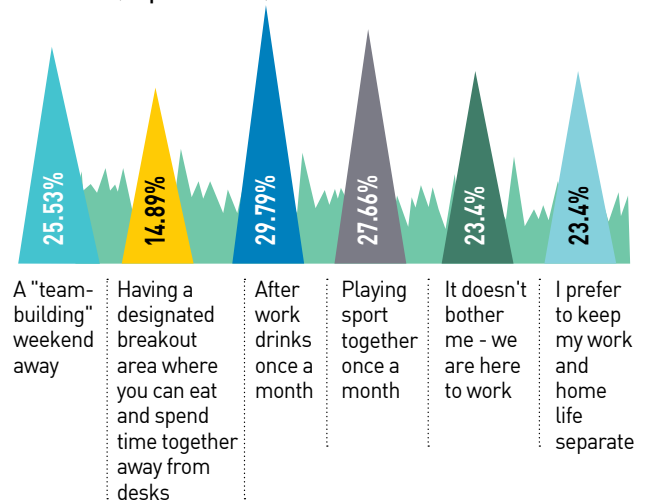 25.53%
14.89%
29.79%
27.66%
23.4%
23.4%
A "team-
building"
weekend
away
Having a
designated
breakout
area where
you can eat
and spend
time together
away from
desks
After
work
drinks
once a
month
Playing
sport
together
once a
month
It doesn't
bother
me - we
are here
to work
I prefer
to keep
my work
and
home
life
separate